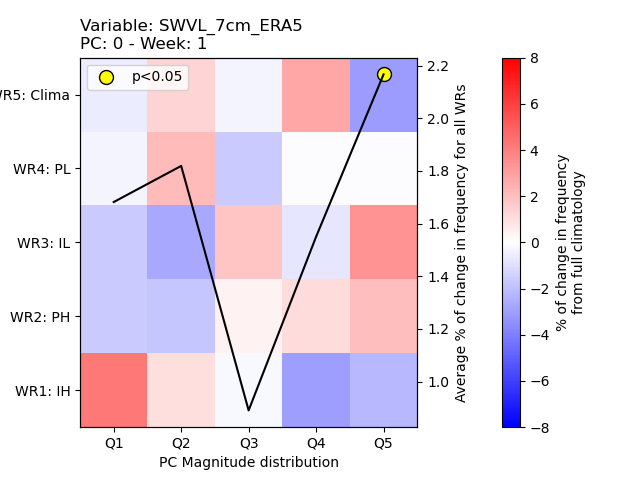 Variable: SWVL_7cm_ERA5
PC: 0 - Week: 1
p<0.05
WR5: Clima
WR4: PL
WR3: IL
WR2: PH
WR1: IH
Q1 Q2 Q3 Q4 Q5
PC Magnitude distribution
2.2
2.0
1.8
1.6
1.4
1.2
1.0
Average % of change in frequency for all WRs
8
6
4
2
0
−2
−4
−6
−8
% of change in frequency
from full climatology